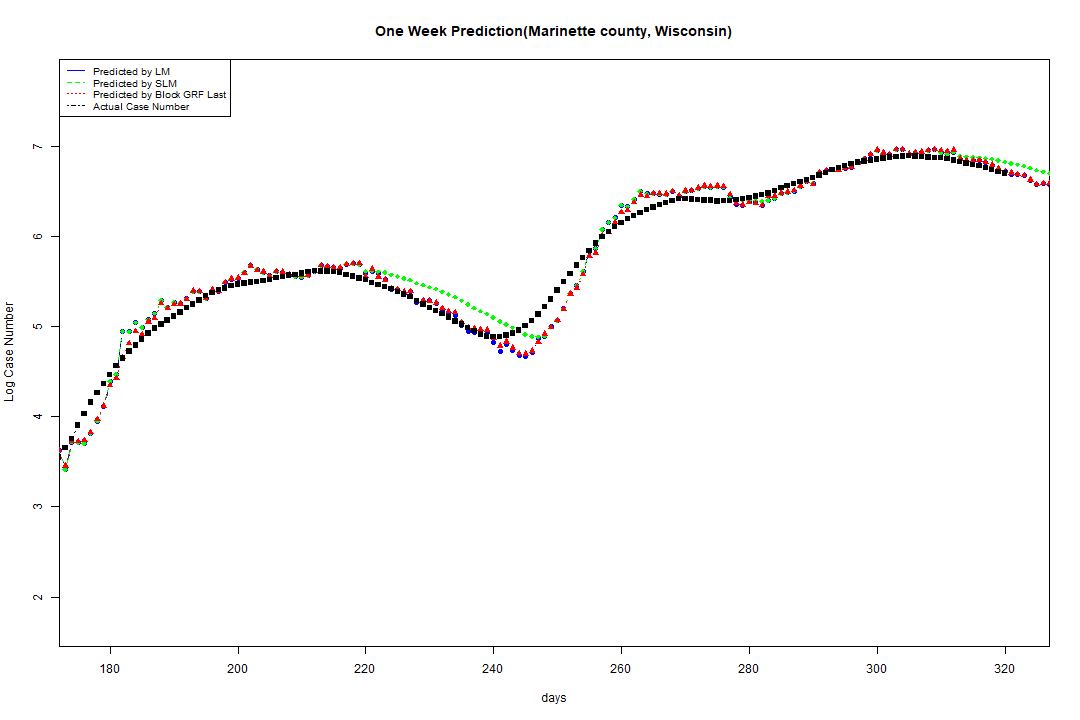 One Week Prediction(Marinette county, Wisconsin)
Predicted by LM
Predicted by SLM
Predicted by Block GRF Last
Actual Case Number
7
6
5
4
3
2
Log Case Number
180 200 220 240 260 280 300 320
days